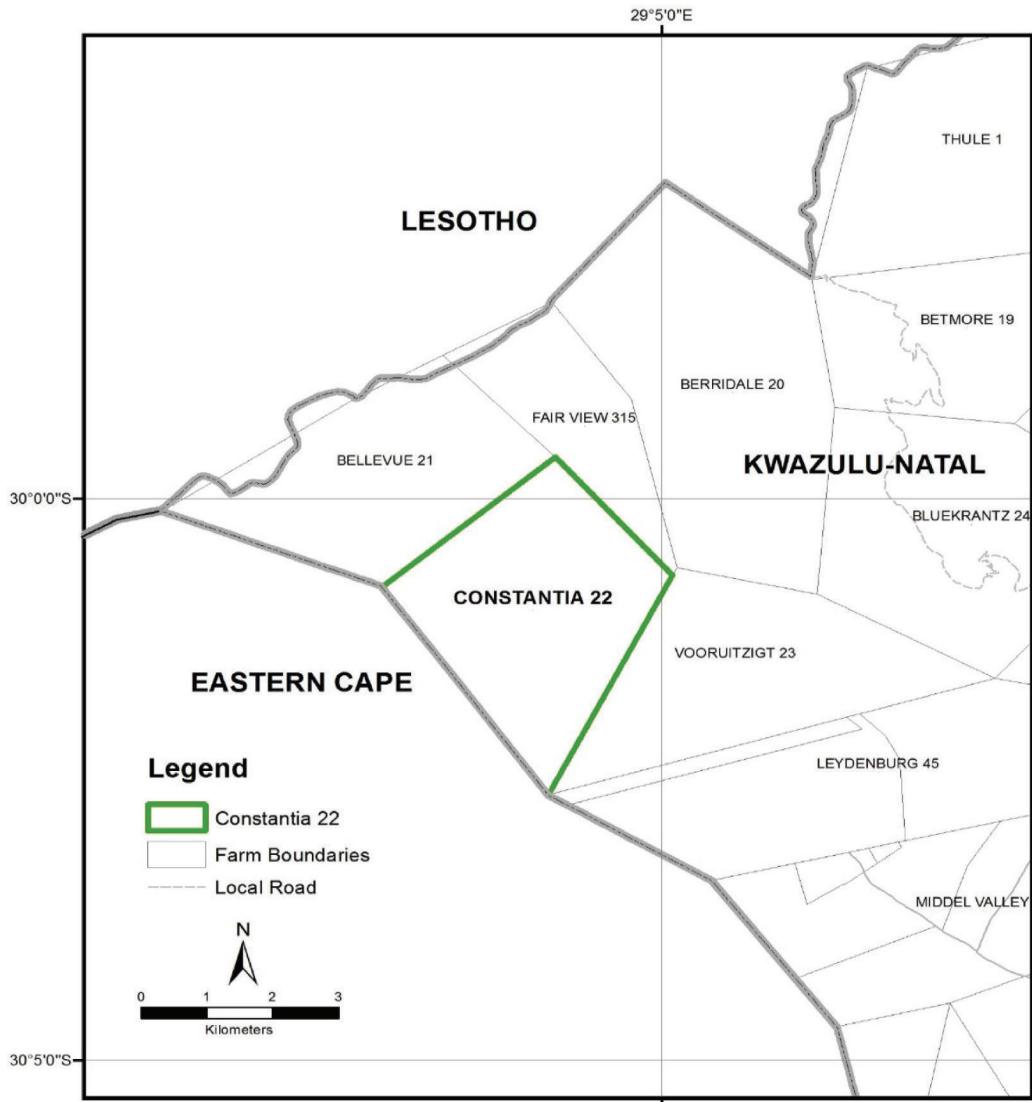 29°5'0"E
THULE 1
LESOTHO
BETMORE 19
BERRIDALE 20
FAIR VIEW 315
BELLEVUE 21
KWAZULU-NATAL
30°0'0"S
BLUEKRANTZ 24
CONSTANTIA 22
VOORUITZIGT 23
EASTERN CAPE
Legend
LEYDENBURG 45
Constantia 22
Farm Boundaries
Local Road
MIDDEL VALLEY
N
0 1 2 3
Kilometers
30°5'0"S